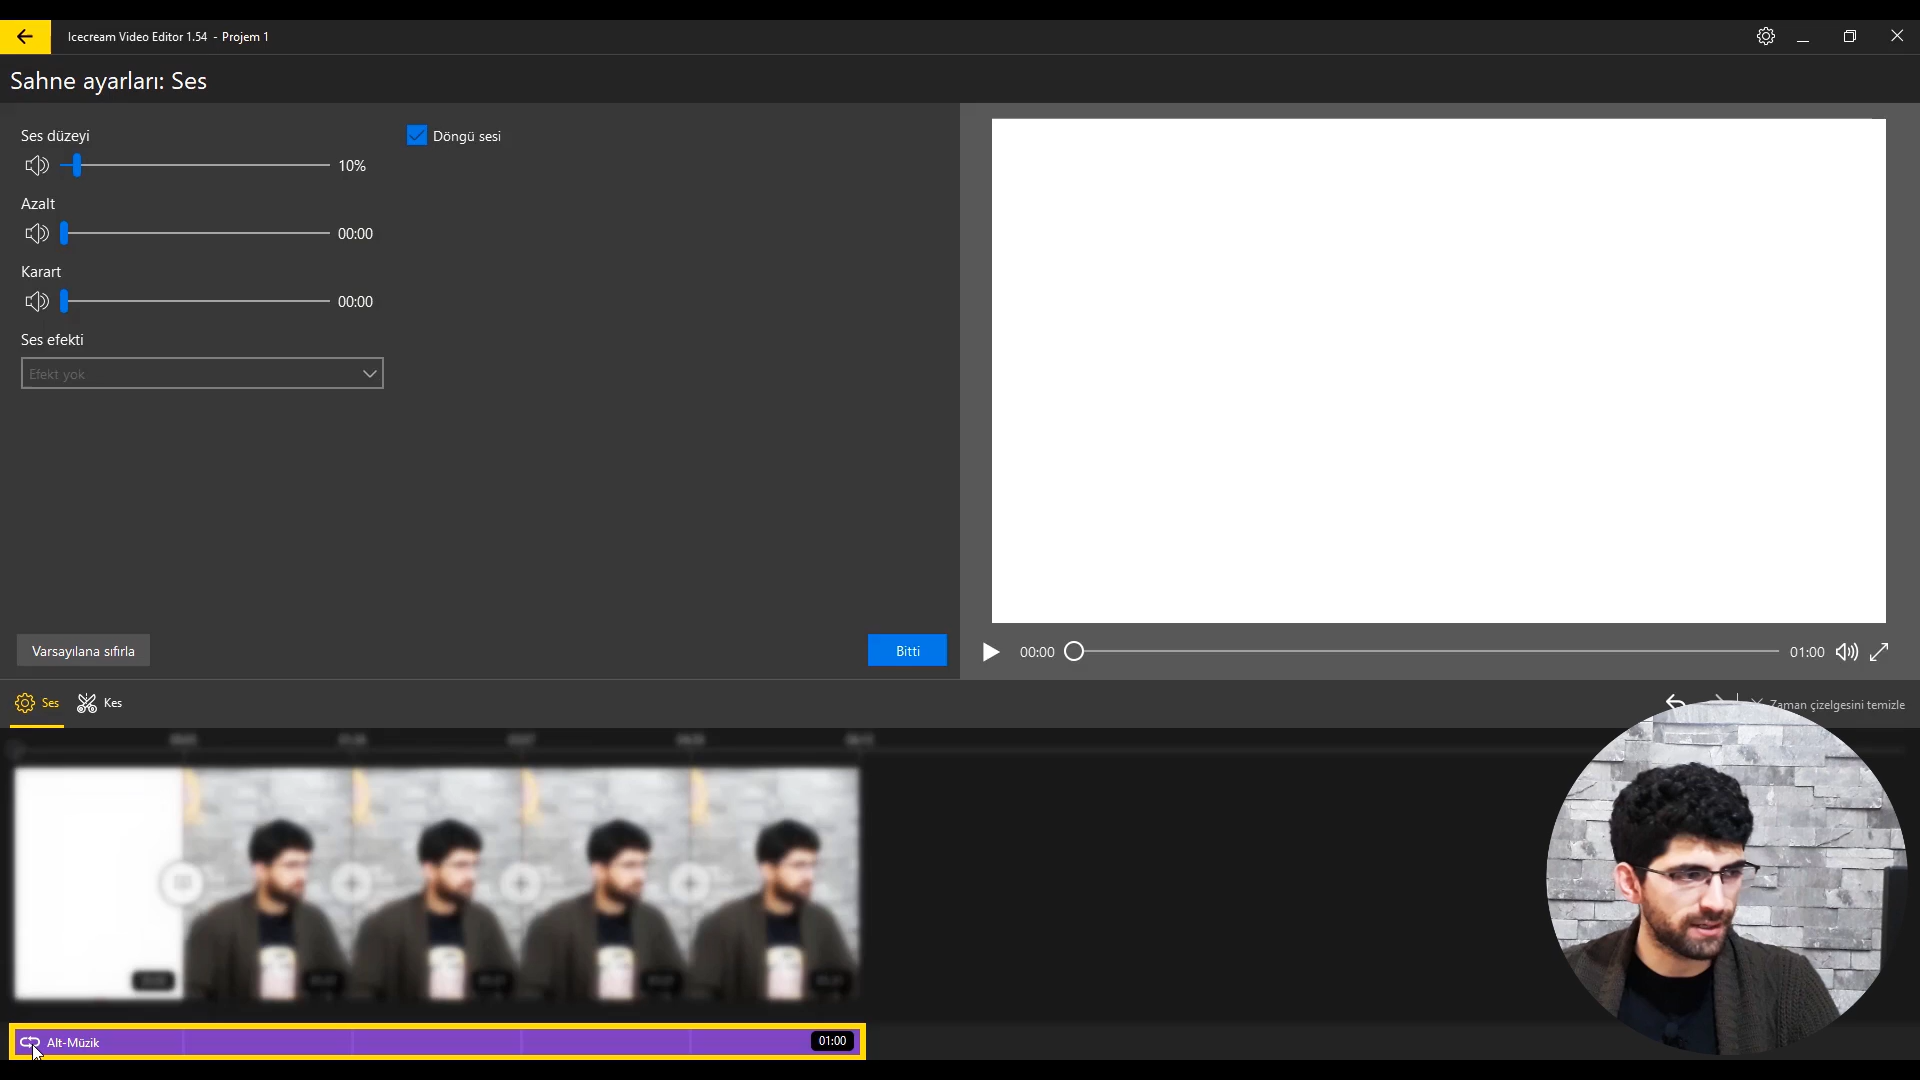 Icecream Video Editor 1.54 - Projem 1
Sahne ayarları: Ses
Ses düzeyi
10%
Döngü sesi
Azalt
00:00
Karart
00:00
Ses efekti
Efekt yok
Varsayılana sıfırla
Bitti
00:00
01:00
Ses
Kes
Zaman çizelgesini temizle
Alt-Müzik
01:00